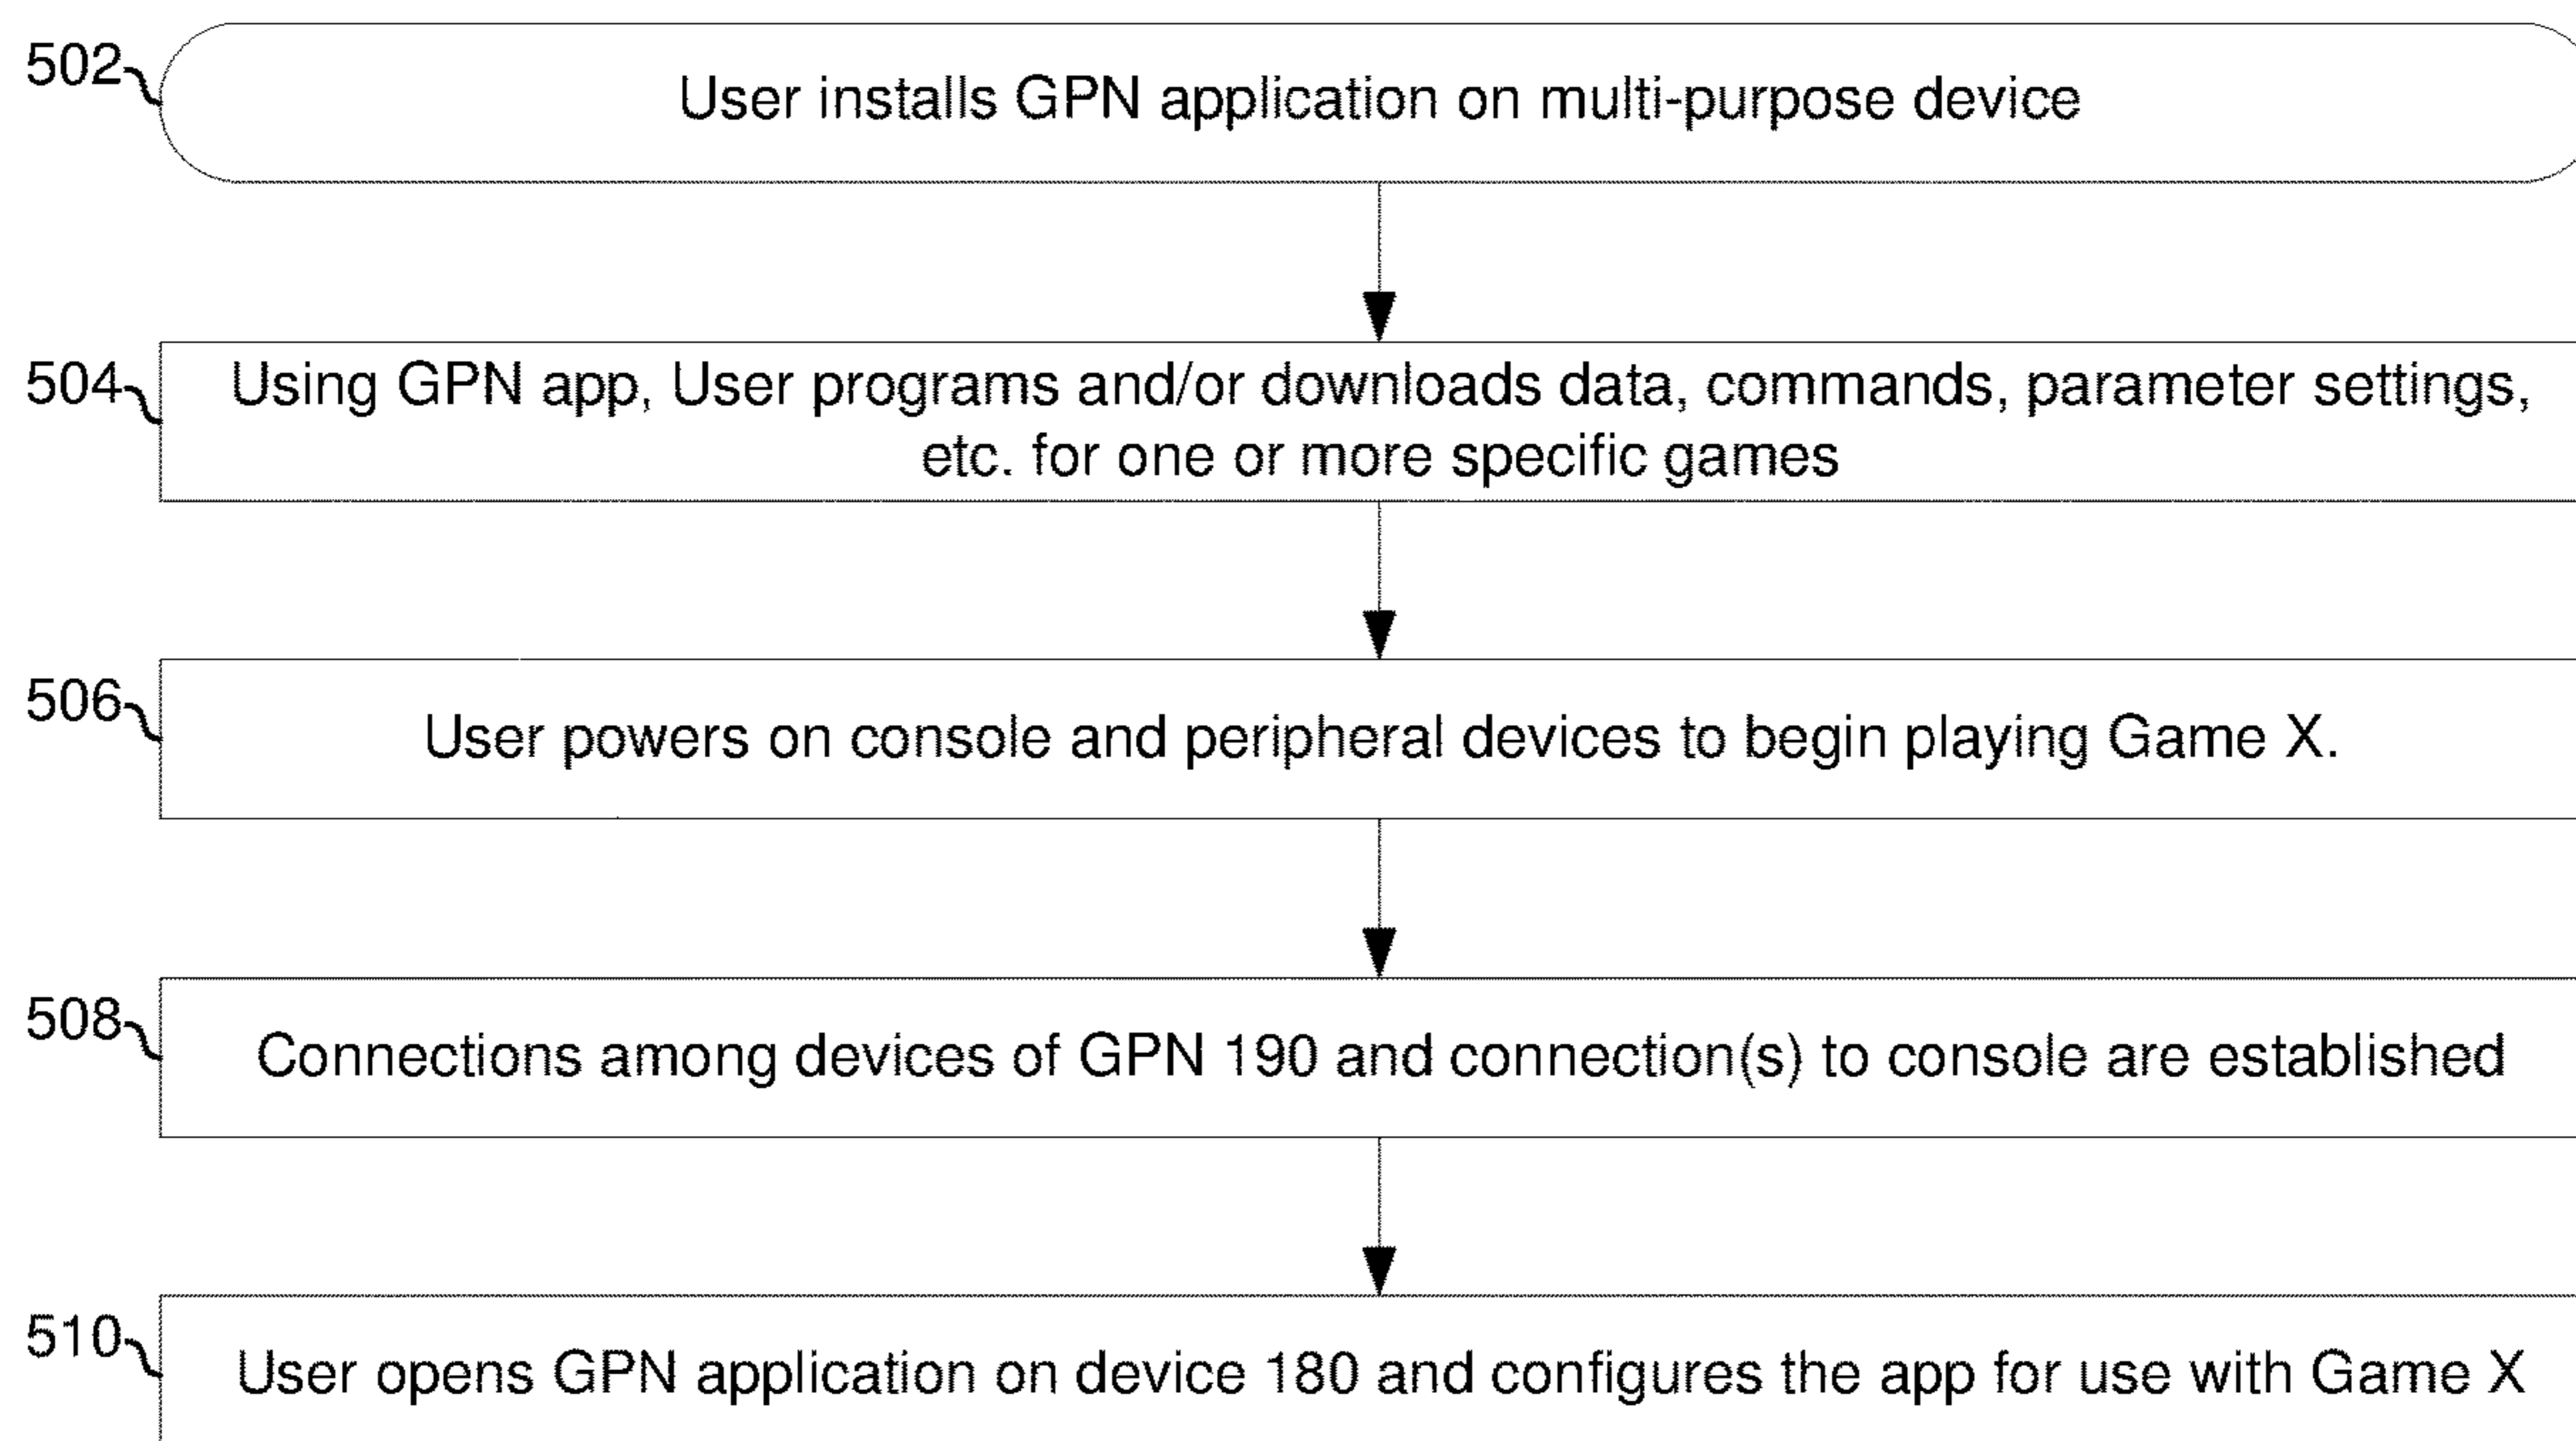 502
User installs GPN application on multi-purpose device
504
Using GPN app, User programs and/or downloads data, commands, parameter settings,
etc. for one or more specific games
506
User powers on console and peripheral devices to begin playing Game X.
508
Connections among devices of GPN 190 and connection(s) to console are established
510
User opens GPN application on device 180 and configures the app for use with Game X